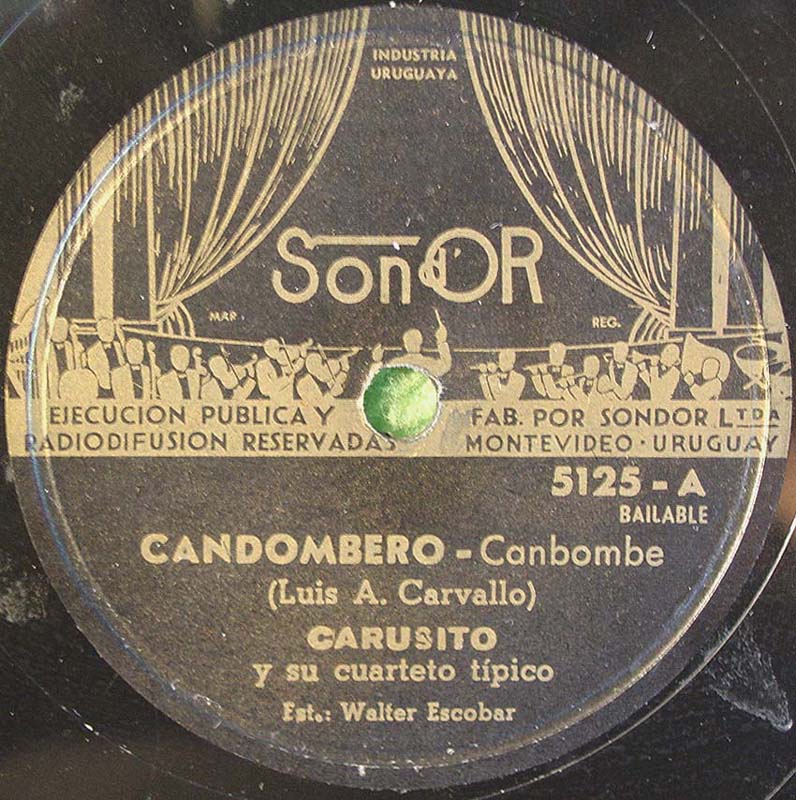 INDUSTRIA
URUGUAYA
SondOR
MAR. REG.
EJECUCION PUBLICA Y
RADIODIFUSION RESERVADAS
FAB. POR SONDOR LTDA
MONTEVIDEO · URUGUAY
5125 - A
BAILABLE
CANDOMBERO - Canbombe
(Luis A. Carvallo)
CARUSITO
y su cuarteto típico
Est.: Walter Escobar